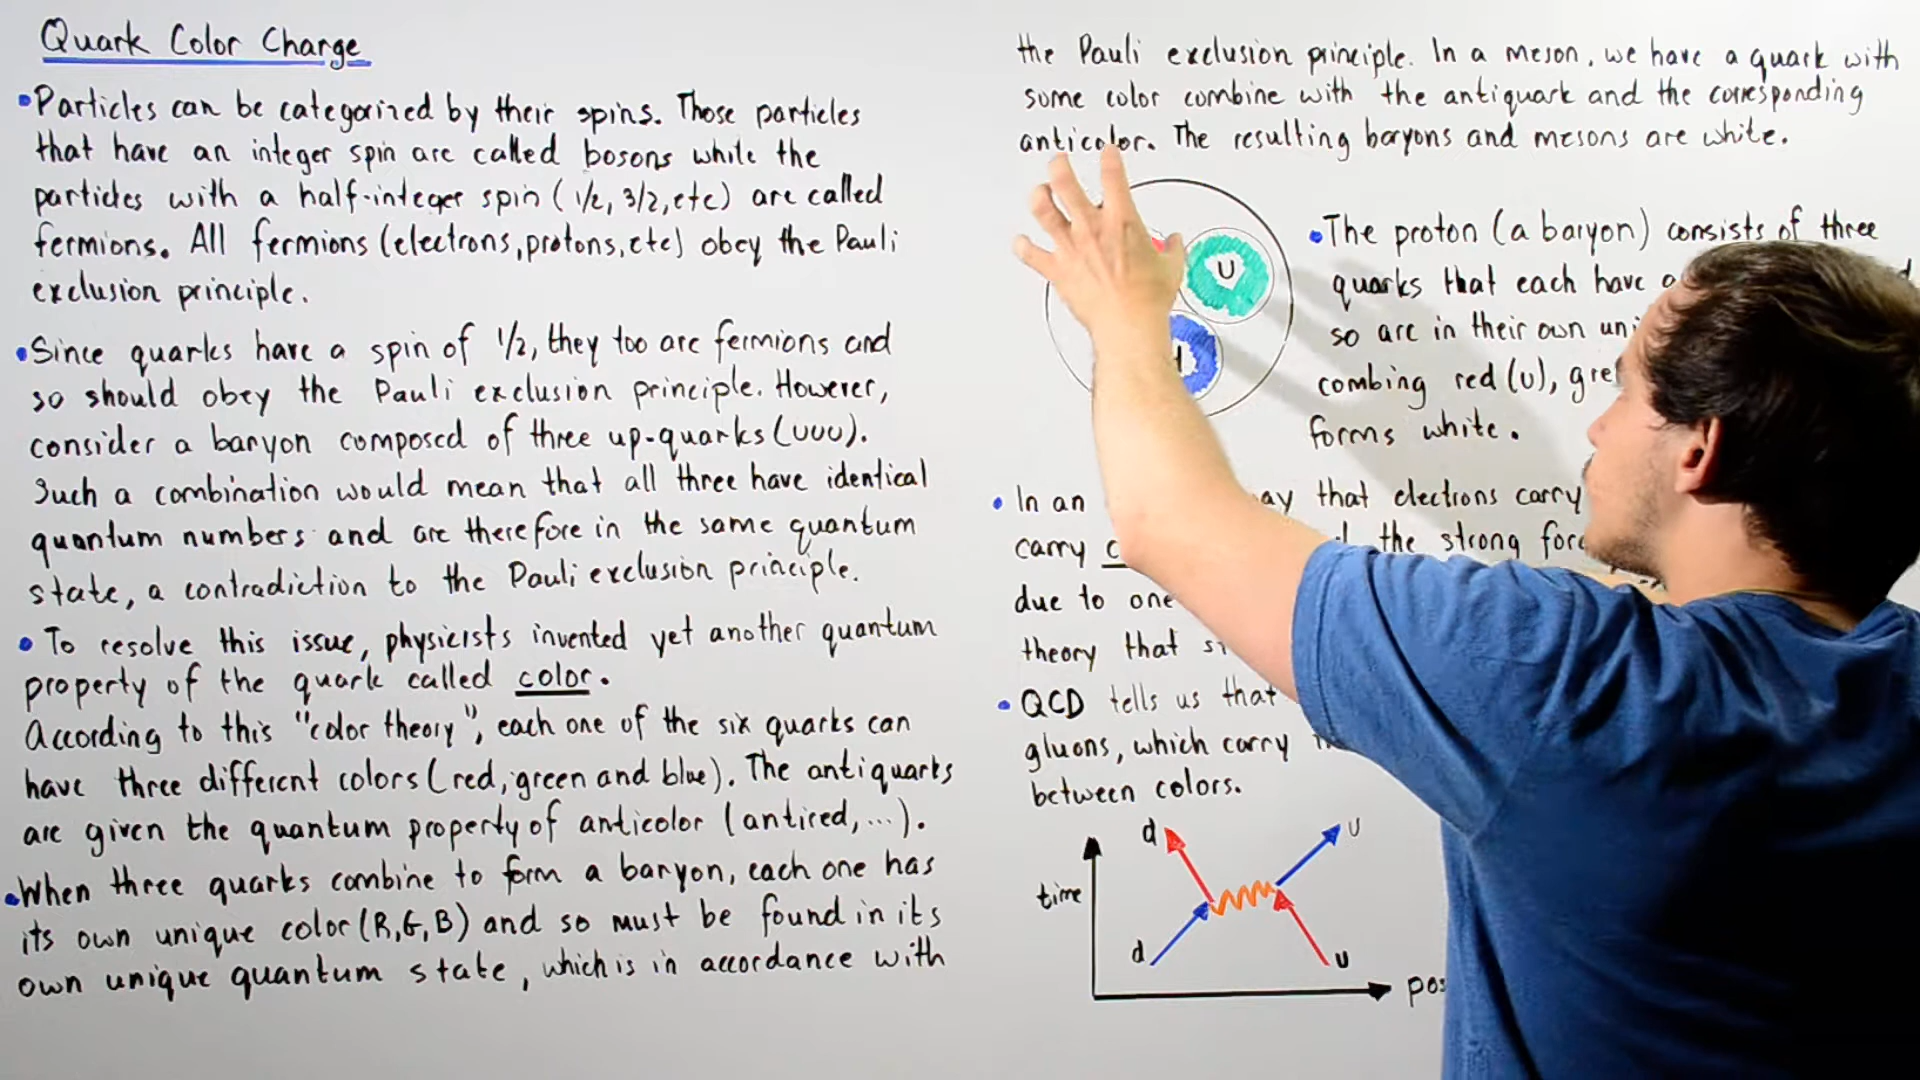 Quark Color Charge
•Particles can be categorized by their spins. Those particles
that have an integer spin are called bosons while the
particles with a half-integer spin (1/2, 3/2, etc) are called
fermions. All fermions (electrons, protons, etc) obey the Pauli
exclusion principle.
•Since quarks have a spin of 1/2, they too are fermions and
so should obey the Pauli exclusion principle. However,
consider a baryon composed of three up-quarks (UUU).
Such a combination would mean that all three have identical
quantum numbers and are therefore in the same quantum
state, a contradiction to the Pauli exclusion principle.
• To resolve this issue, physicists invented yet another quantum
property of the quark called color.
According to this "color theory", each one of the six quarks can
have three different colors (red, green and blue). The antiquarks
are given the quantum property of anticolor (antired, ...).
•When three quarks combine to form a baryon, each one has
its own unique color (R, G, B) and so must be found in its
own unique quantum state, which is in accordance with
the Pauli exclusion principle. In a meson, we have a quark with
some color combine with the antiquark and the corresponding
anticolor. The resulting baryons and mesons are white.
U
•The proton (a baryon) consists of three
quarks that each have
so are in their own
combing red (U),
forms white.
• In an that electrons carry
carry the strong
due to one
theory that
• QCD tells us that
gluons, which carry
between colors.
d U
time
d U